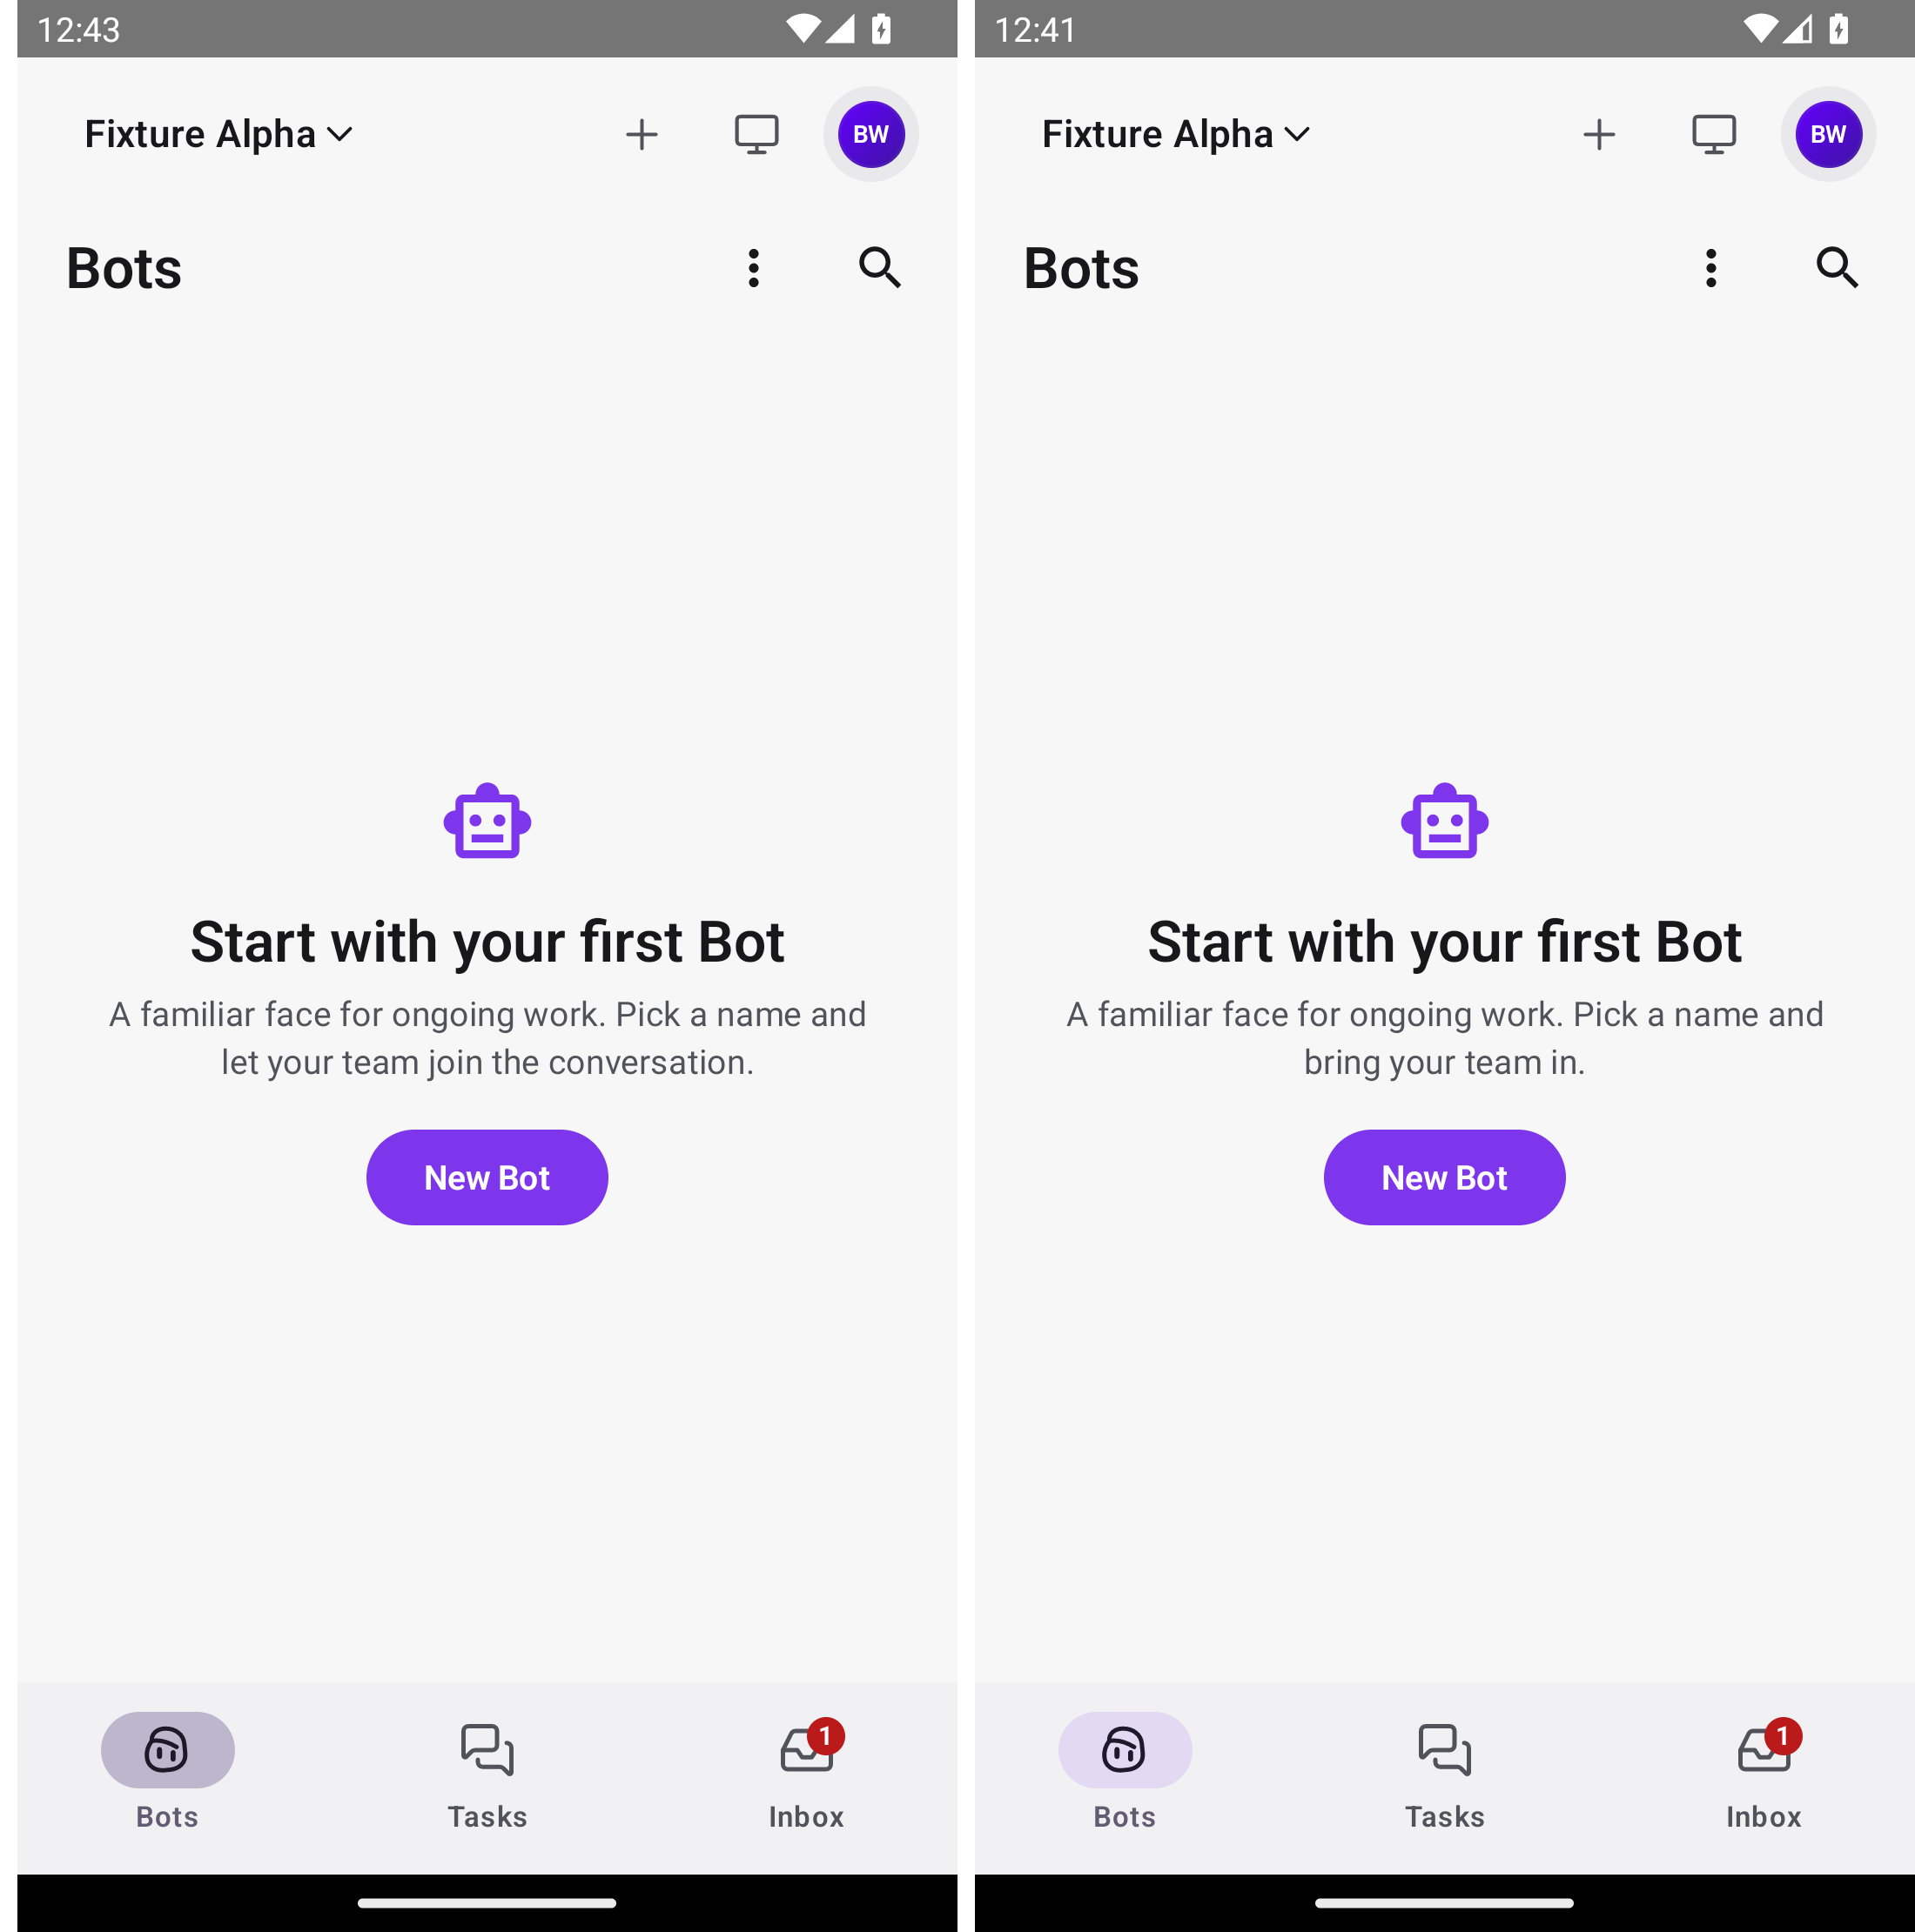 12:43
Fixture Alpha
BW
Bots
Start with your first Bot
A familiar face for ongoing work. Pick a name and
let your team join the conversation.
New Bot
Bots
Tasks
1
Inbox
12:41
Fixture Alpha
BW
Bots
Start with your first Bot
A familiar face for ongoing work. Pick a name and
bring your team in.
New Bot
Bots
Tasks
1
Inbox